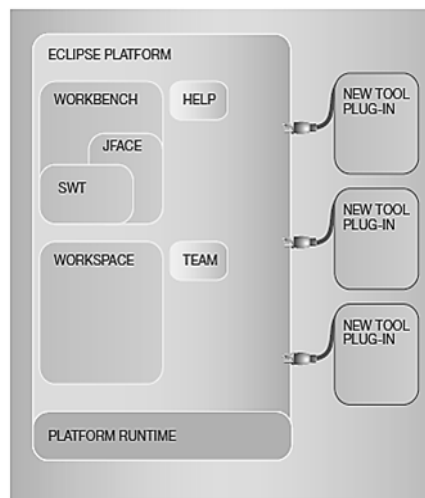 ECLIPSE PLATFORM
WORKBENCH
HELP
JFACE
SWT
WORKSPACE
TEAM
PLATFORM RUNTIME
NEW TOOL
PLUG-IN
NEW TOOL
PLUG-IN
NEW TOOL
PLUG-IN